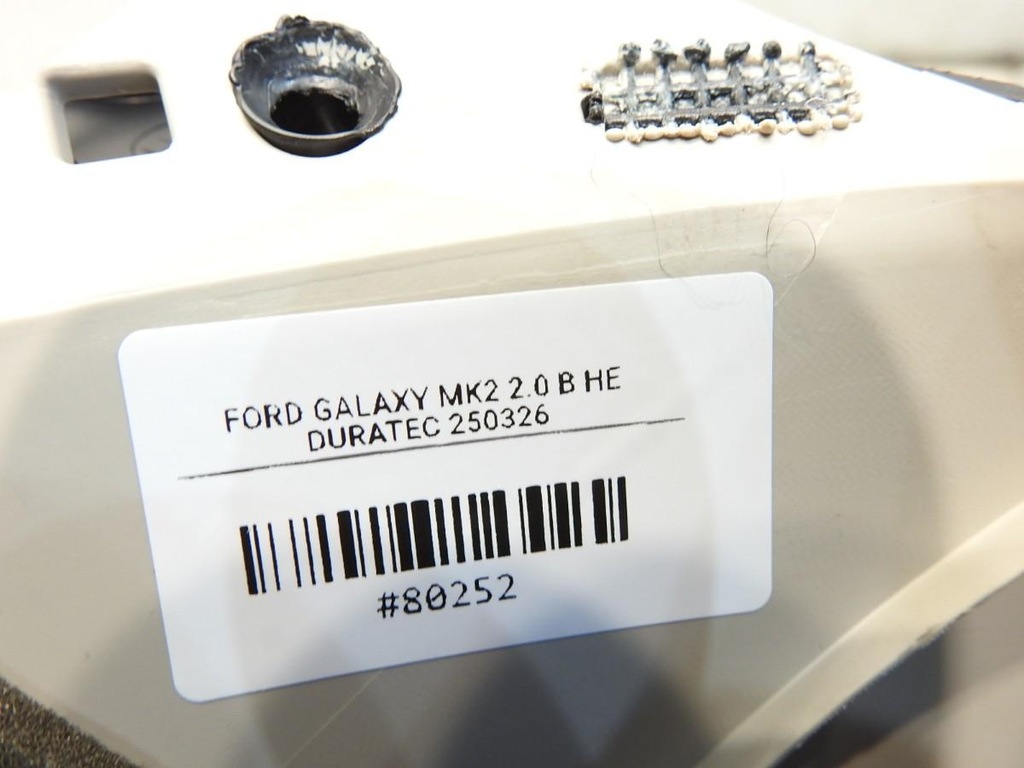 FORD GALAXY MK2 2.0 B HE
DURATEC 250326
#80252